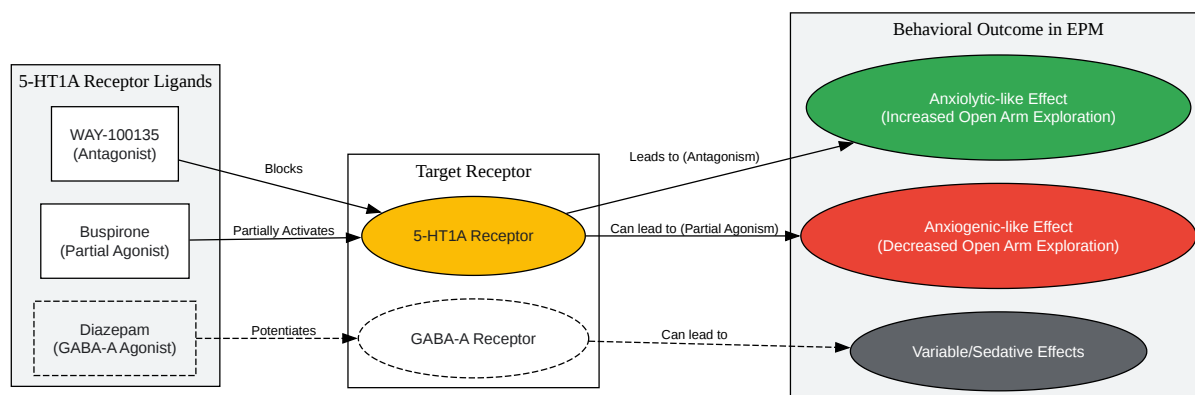 5-HT1A Receptor Ligands
WAY-100135
(Antagonist)
Buspirone
(Partial Agonist)
Diazepam
(GABA-A Agonist)
Blocks
Partially Activates
Potentiates
Target Receptor
5-HT1A Receptor
GABA-A Receptor
Leads to (Antagonism)
Can lead to (Partial Agonism)
Can lead to
Behavioral Outcome in EPM
Anxiolytic-like Effect
(Increased Open Arm Exploration)
Anxiogenic-like Effect
(Decreased Open Arm Exploration)
Variable/Sedative Effects